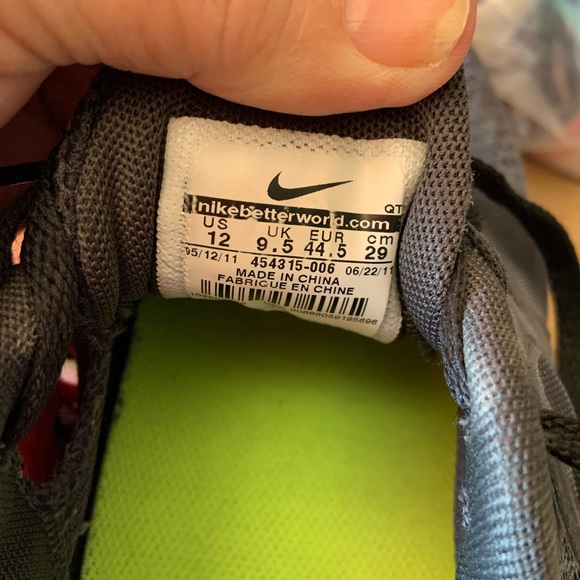 QT
nikebetterworld.com
US UK EUR cm
12 9.5 44.5 29
05/12/11 454315-006 06/22/11
MADE IN CHINA
FABRIQUE EN CHINE